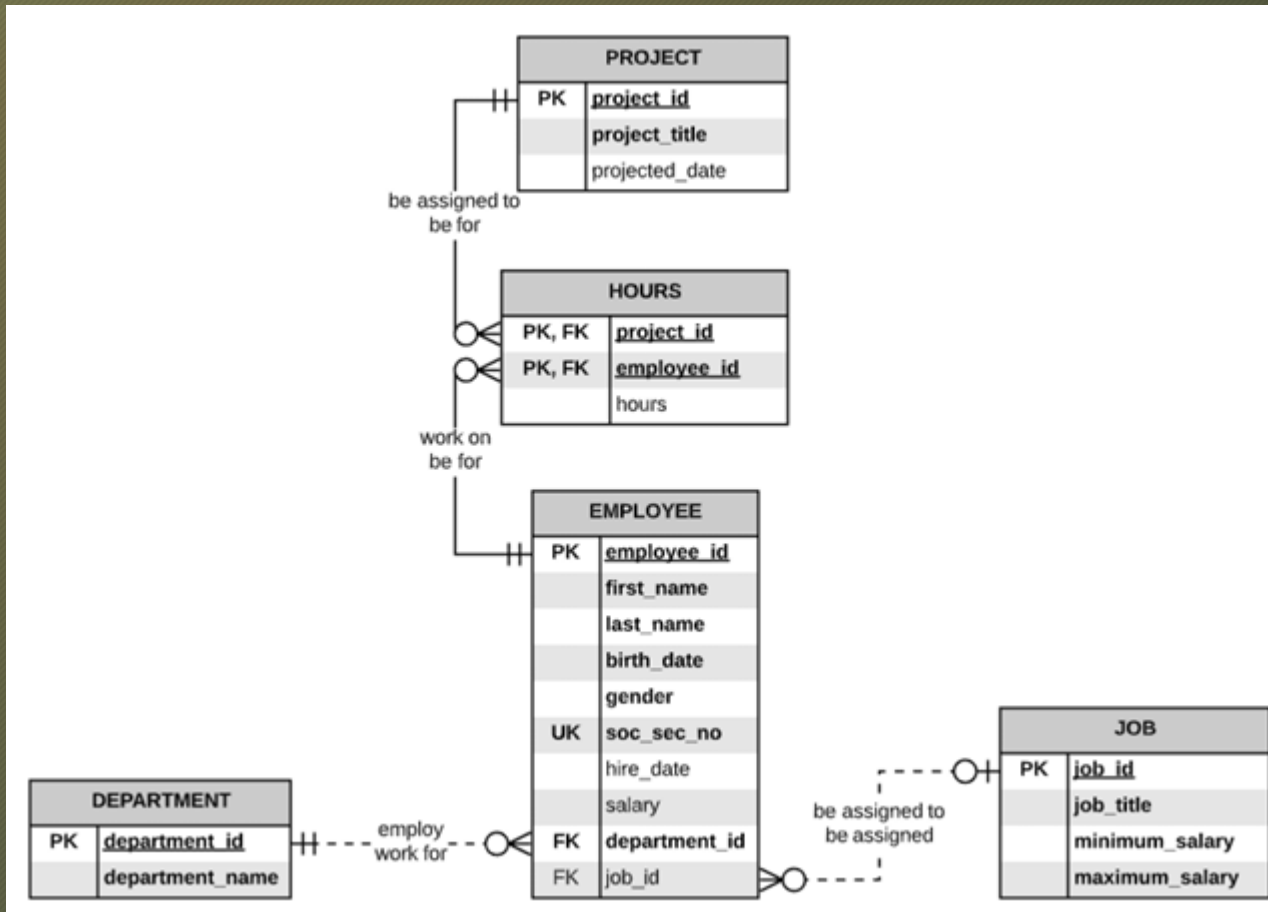 PROJECT
PK project_id
project_title
projected_date
be assigned to
be for
HOURS
PK, FK project_id
PK, FK employee_id
hours
work on
be for
EMPLOYEE
PK employee_id
first_name
last_name
birth_date
gender
UK soc_sec_no
hire_date
salary
FK department_id
FK job_id
DEPARTMENT
PK department_id
department_name
employ
work for
be assigned to
be assigned
JOB
PK job_id
job_title
minimum_salary
maximum_salary